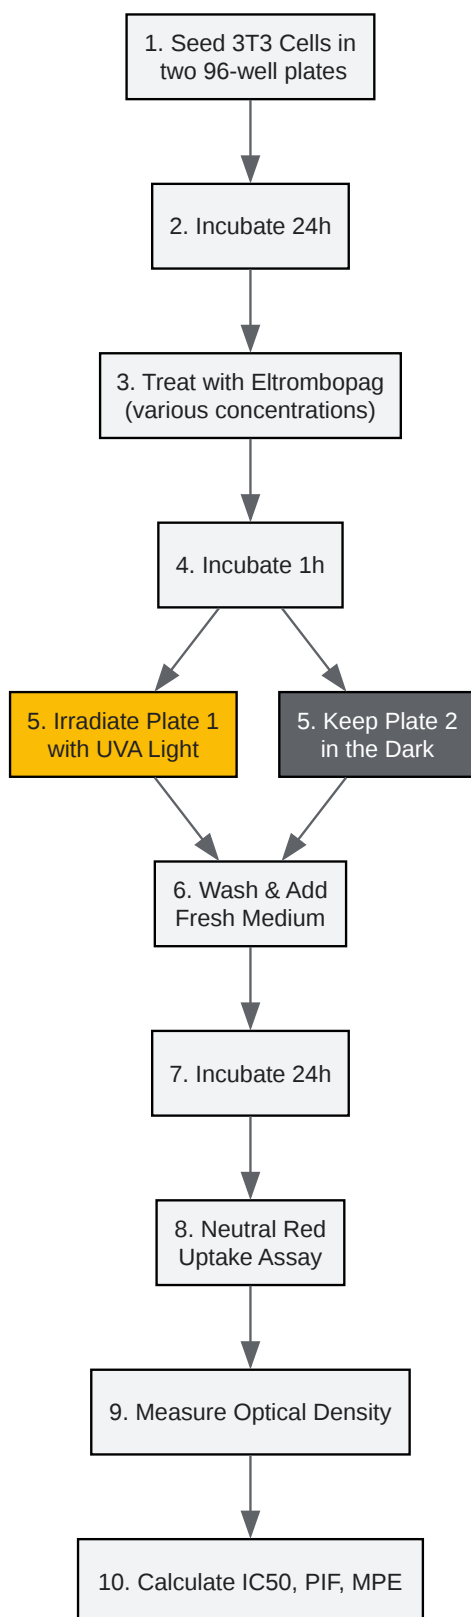 1. Seed 3T3 Cells in
two 96-well plates
2. Incubate 24h
3. Treat with Eltrombopag
(various concentrations)
4. Incubate 1h
5. Irradiate Plate 1
with UVA Light
5. Keep Plate 2
in the Dark
6. Wash & Add
Fresh Medium
7. Incubate 24h
8. Neutral Red
Uptake Assay
9. Measure Optical Density
10. Calculate IC50, PIF, MPE